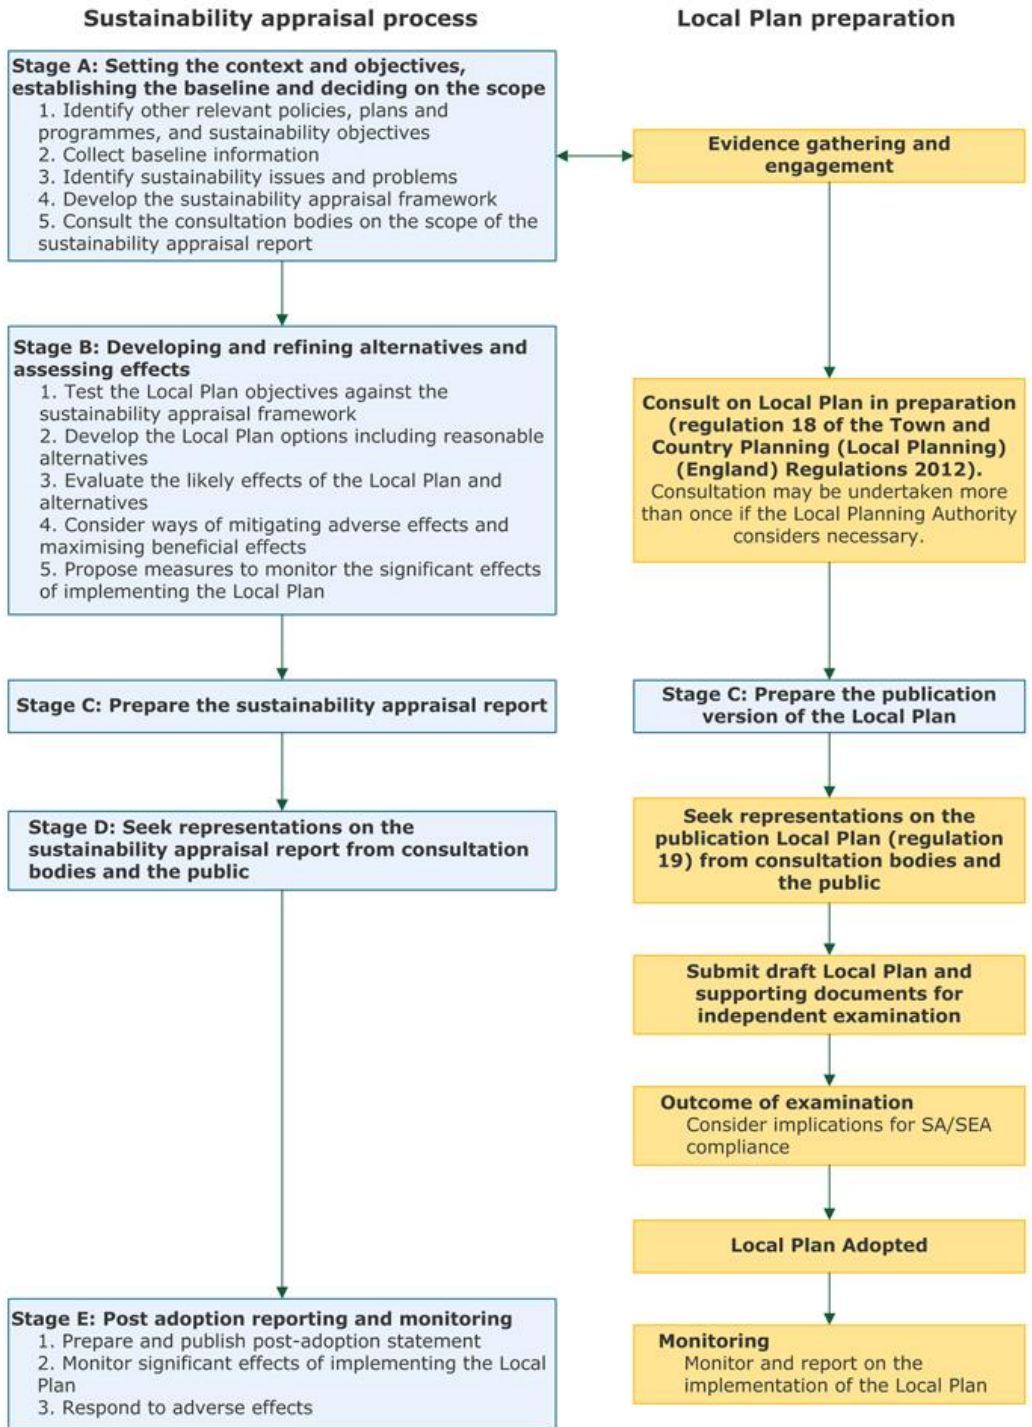 Sustainability appraisal process
Local Plan preparation
Stage A: Setting the context and objectives,
establishing the baseline and deciding on the scope
1. Identify other relevant policies, plans and
programmes, and sustainability objectives
2. Collect baseline information
3. Identify sustainability issues and problems
4. Develop the sustainability appraisal framework
5. Consult the consultation bodies on the scope of the
sustainability appraisal report
Evidence gathering and
engagement
Stage B: Developing and refining alternatives and
assessing effects
1. Test the Local Plan objectives against the
sustainability appraisal framework
2. Develop the Local Plan options including reasonable
alternatives
3. Evaluate the likely effects of the Local Plan and
alternatives
4. Consider ways of mitigating adverse effects and
maximising beneficial effects
5. Propose measures to monitor the significant effects
of implementing the Local Plan
Consult on Local Plan in preparation
(regulation 18 of the Town and
Country Planning (Local Planning)
(England) Regulations 2012).
Consultation may be undertaken more
than once if the Local Planning Authority
considers necessary.
Stage C: Prepare the sustainability appraisal report
Stage C: Prepare the publication
version of the Local Plan
Stage D: Seek representations on the
sustainability appraisal report from consultation
bodies and the public
Seek representations on the
publication Local Plan (regulation
19) from consultation bodies and
the public
Submit draft Local Plan and
supporting documents for
independent examination
Outcome of examination
Consider implications for SA/SEA
compliance
Local Plan Adopted
Stage E: Post adoption reporting and monitoring
1. Prepare and publish post-adoption statement
2. Monitor significant effects of implementing the Local
Plan
3. Respond to adverse effects
Monitoring
Monitor and report on the
implementation of the Local Plan